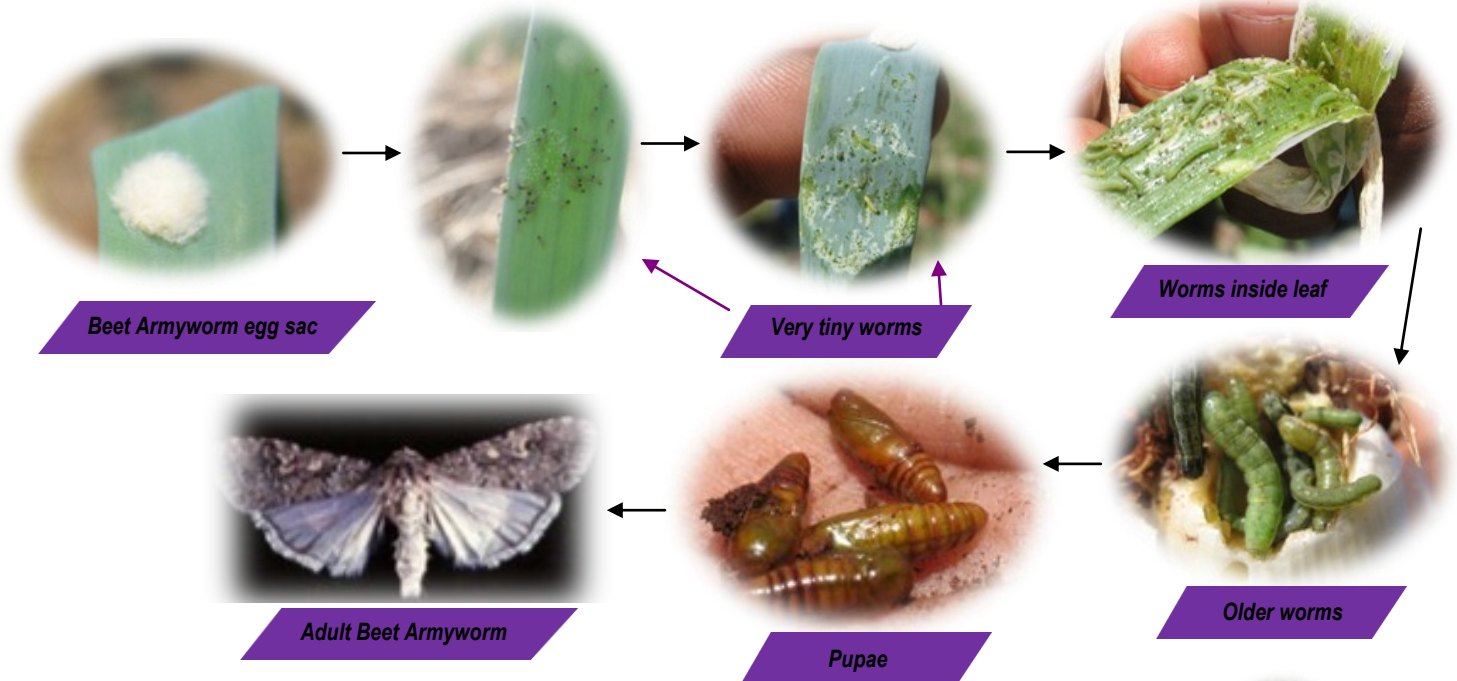 Beet Armyworm egg sac
Very tiny worms
Worms inside leaf
Older worms
Pupae
Adult Beet Armyworm